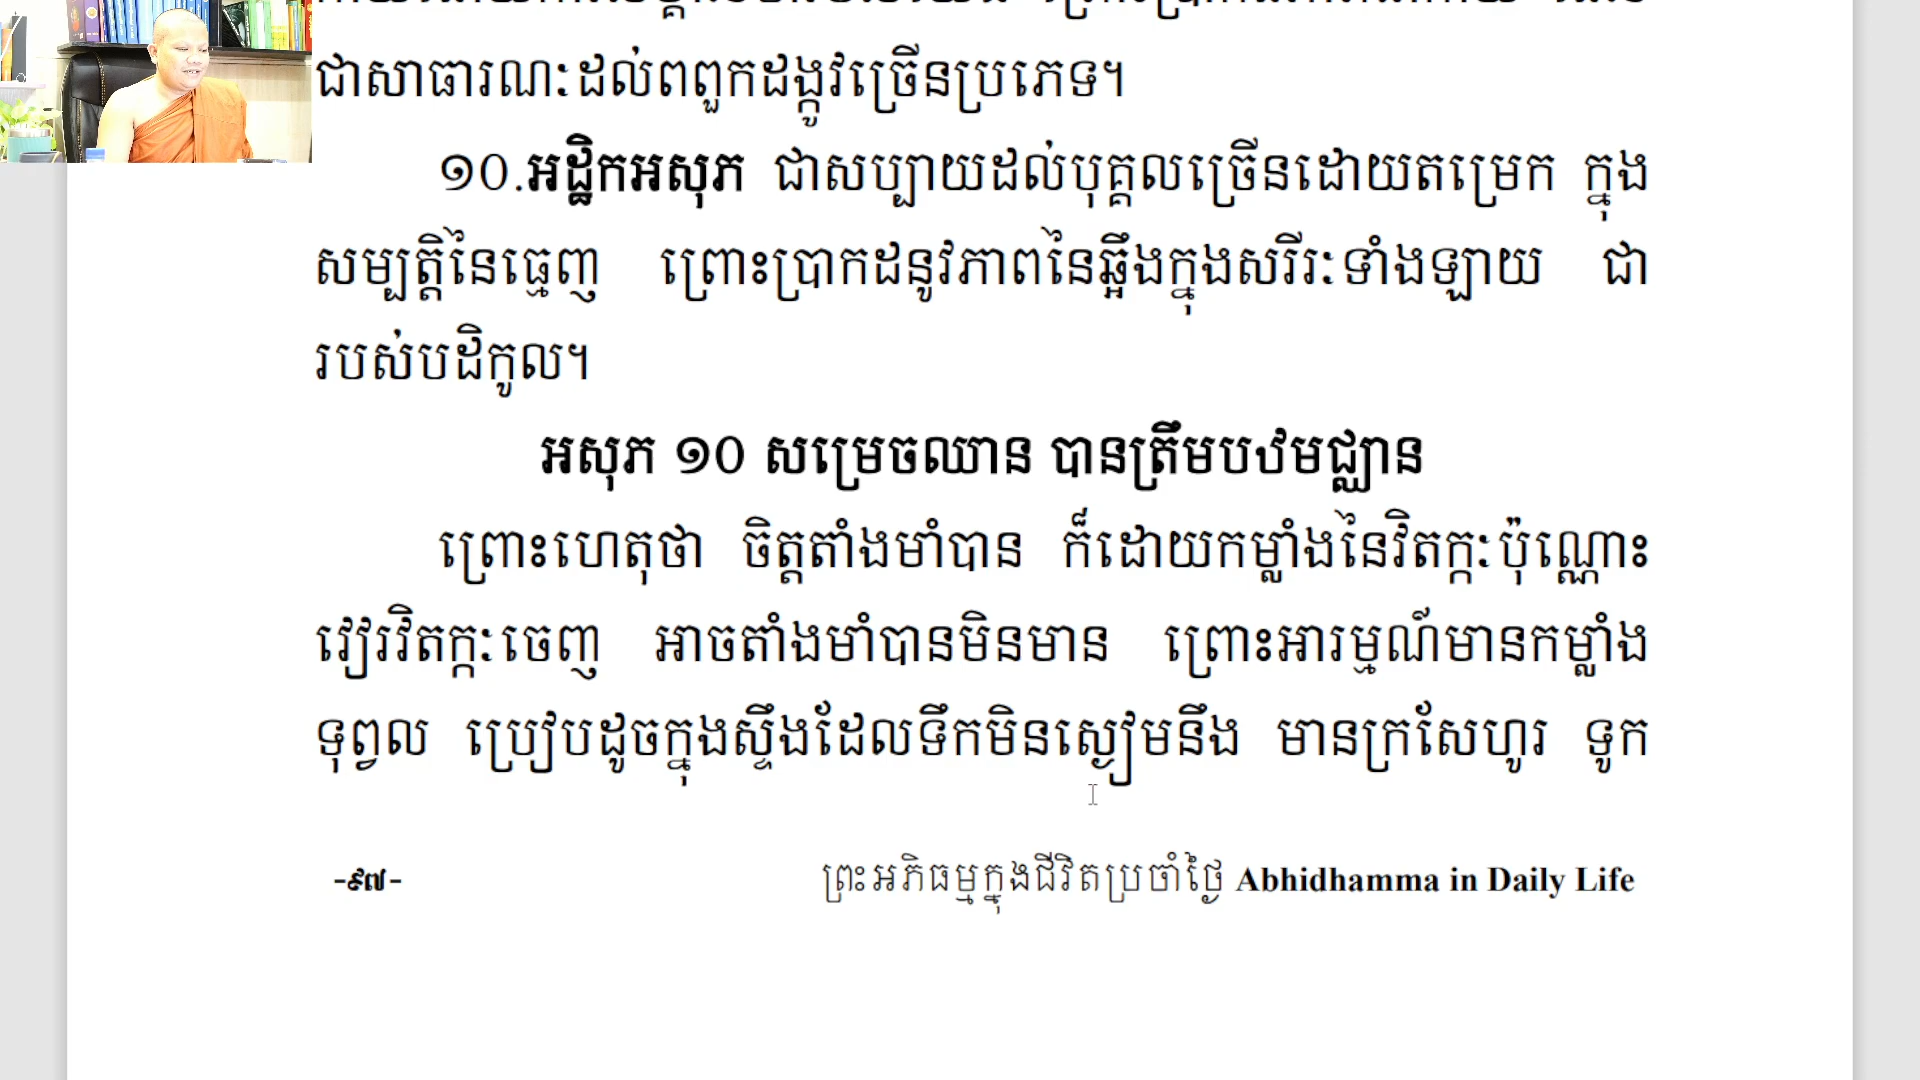 ជាសាធារណៈដល់ពពួកដង្កូវច្រើនប្រភេទ។
១០.អដ្ឋិកអសុភ ជាសប្បាយដល់បុគ្គលច្រើនដោយតម្រេក ក្នុង
សម្បត្តិនៃធ្មេញ ព្រោះប្រាកដនូវភាពនៃឆ្អឹងក្នុងសរីរៈទាំងឡាយ ជា
របស់បដិកូល។
អសុភ ១០ សម្រេចឈាន បានត្រឹមបឋមជ្ឈាន
ព្រោះហេតុថា ចិត្តតាំងមាំបាន ក៏ដោយកម្លាំងនៃវិតក្កៈប៉ុណ្ណោះ
វៀរវិតក្កៈចេញ អាចតាំងមាំបានមិនមាន ព្រោះអារម្មណ៍មានកម្លាំង
ទុព្វល ប្រៀបដូចក្នុងស្ទឹងដែលទឹកមិនស្ងៀមនឹង មានក្រសែហូរ ទូក
-៩៧- ព្រះអភិធម្មក្នុងជីវិតប្រចាំថ្ងៃ Abhidhamma in Daily Life